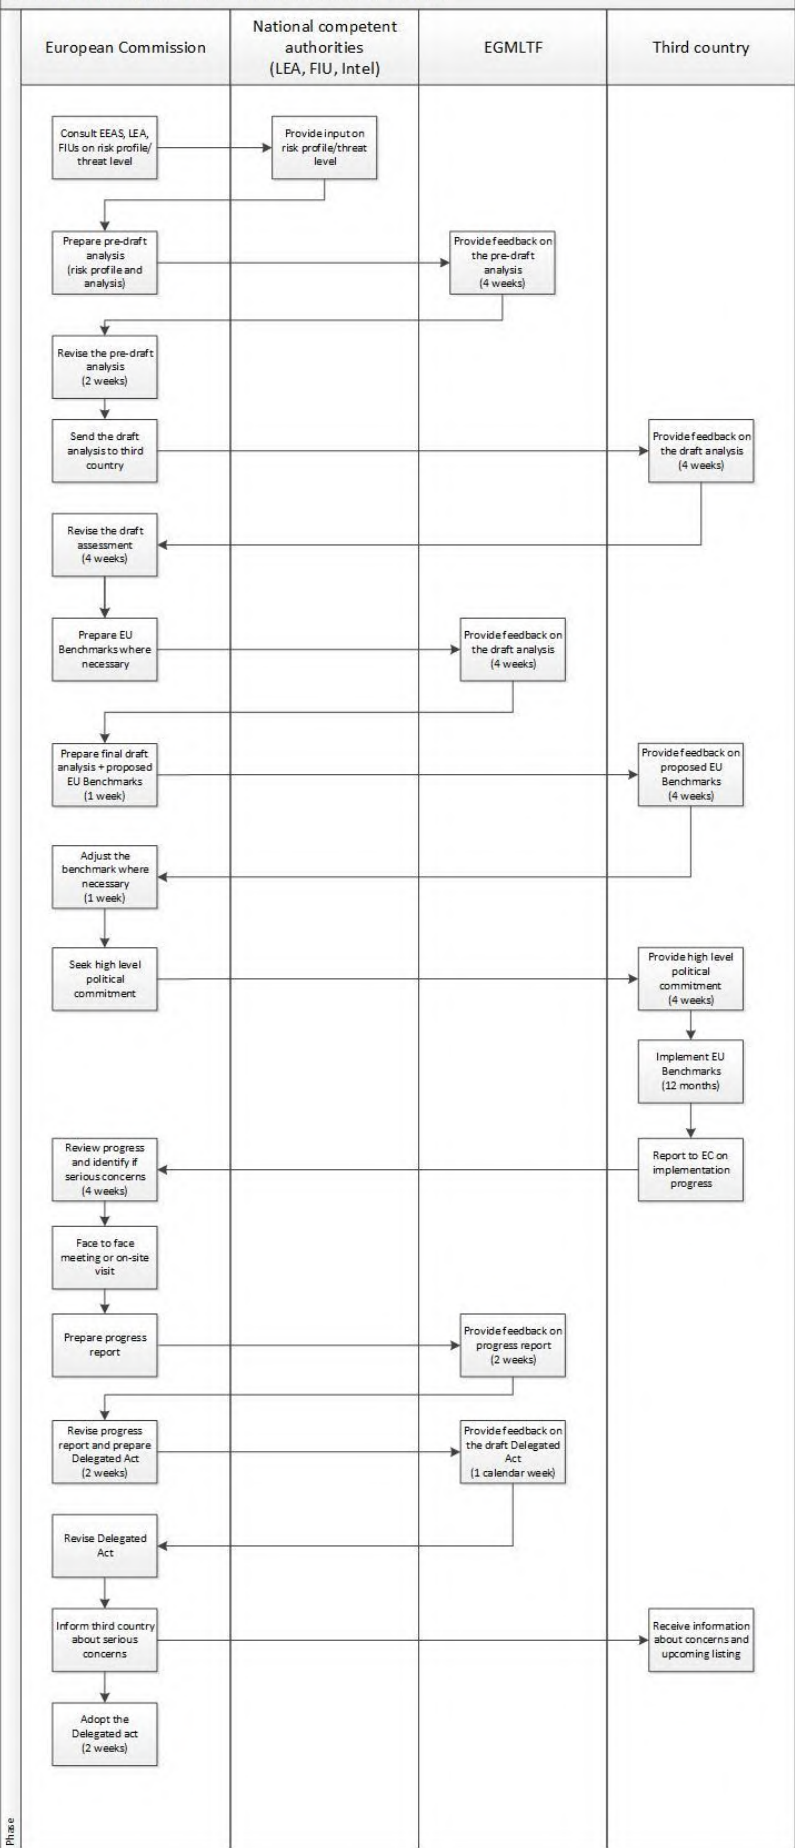 European Commission
National competent
authorities
(LEA, FIU, Intel)
EGMLTF
Third country
Consult EEAS, LEA,
FIUs on risk profile/
threat level
Provide input on
risk profile/threat
level
Prepare pre-draft
analysis
(risk profile and
analysis)
Provide feedback on
the pre-draft
analysis
(4 weeks)
Revise the pre-draft
analysis
(2 weeks)
Send the draft
analysis to third
country
Provide feedback on
the draft analysis
(4 weeks)
Revise the draft
assessment
(4 weeks)
Prepare EU
Benchmarks where
necessary
Provide feedback on
the draft analysis
(4 weeks)
Prepare final draft
analysis + proposed
EU Benchmarks
(1 week)
Provide feedback on
proposed EU
Benchmarks
(4 weeks)
Adjust the
benchmark where
necessary
(1 week)
Seek high level
political
commitment
Provide high level
political
commitment
(4 weeks)
Implement EU
Benchmarks
(12 months)
Review progress
and identify if
serious concerns
(4 weeks)
Report to EC on
implementation
progress
Face to face
meeting or on-site
visit
Prepare progress
report
Provide feedback on
progress report
(2 weeks)
Revise progress
report and prepare
Delegated Act
(2 weeks)
Provide feedback on
the draft Delegated
Act
(1 calendar week)
Revise Delegated
Act
Inform third country
about serious
concerns
Receive information
about concerns and
upcoming listing
Adopt the
Delegated act
(2 weeks)
Phase